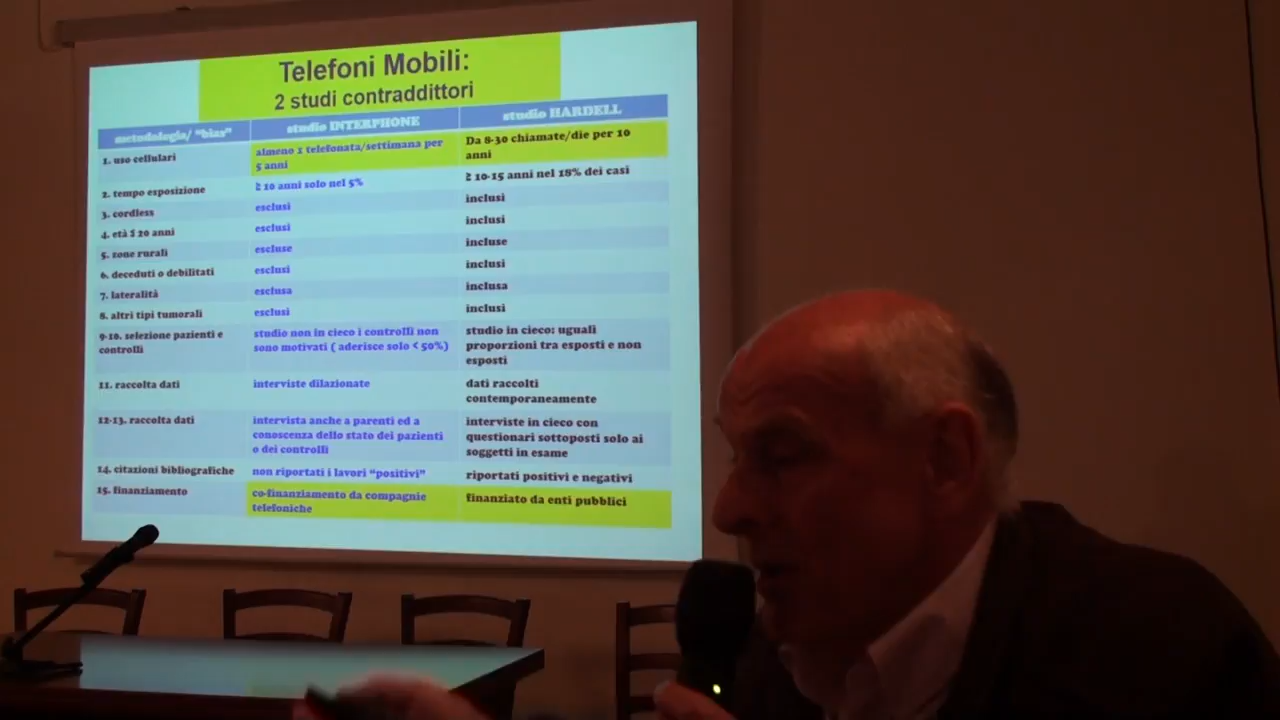 Telefoni Mobili:
2 studi contraddittori
metodologia/ "bias"
studio INTERPHONE
studio HARDELL
1. uso cellulari
almeno 1 telefonata/settimana per
5 anni
Da 8-30 chiamate/die per 10
anni
2. tempo esposizione
≥ 10 anni solo nel 5%
≥ 10-15 anni nel 18% dei casi
3. cordless
esclusi
inclusi
4. età ≤ 20 anni
esclusi
inclusi
5. zone rurali
escluse
incluse
6. deceduti o debilitati
esclusi
inclusi
7. lateralità
esclusa
inclusa
8. altri tipi tumorali
esclusi
inclusi
9-10. selezione pazienti e
controlli
studio non in cieco i controlli non
sono motivati ( aderisce solo < 50%)
studio in cieco: uguali
proporzioni tra esposti e non
esposti
11. raccolta dati
interviste dilazionate
dati raccolti
contemporaneamente
12-13. raccolta dati
intervista anche a parenti ed a
conoscenza dello stato dei pazienti
o dei controlli
interviste in cieco con
questionari sottoposti solo ai
soggetti in esame
14. citazioni bibliografiche
non riportati i lavori "positivi"
riportati positivi e negativi
15. finanziamento
co-finanziamento da compagnie
telefoniche
finanziato da enti pubblici